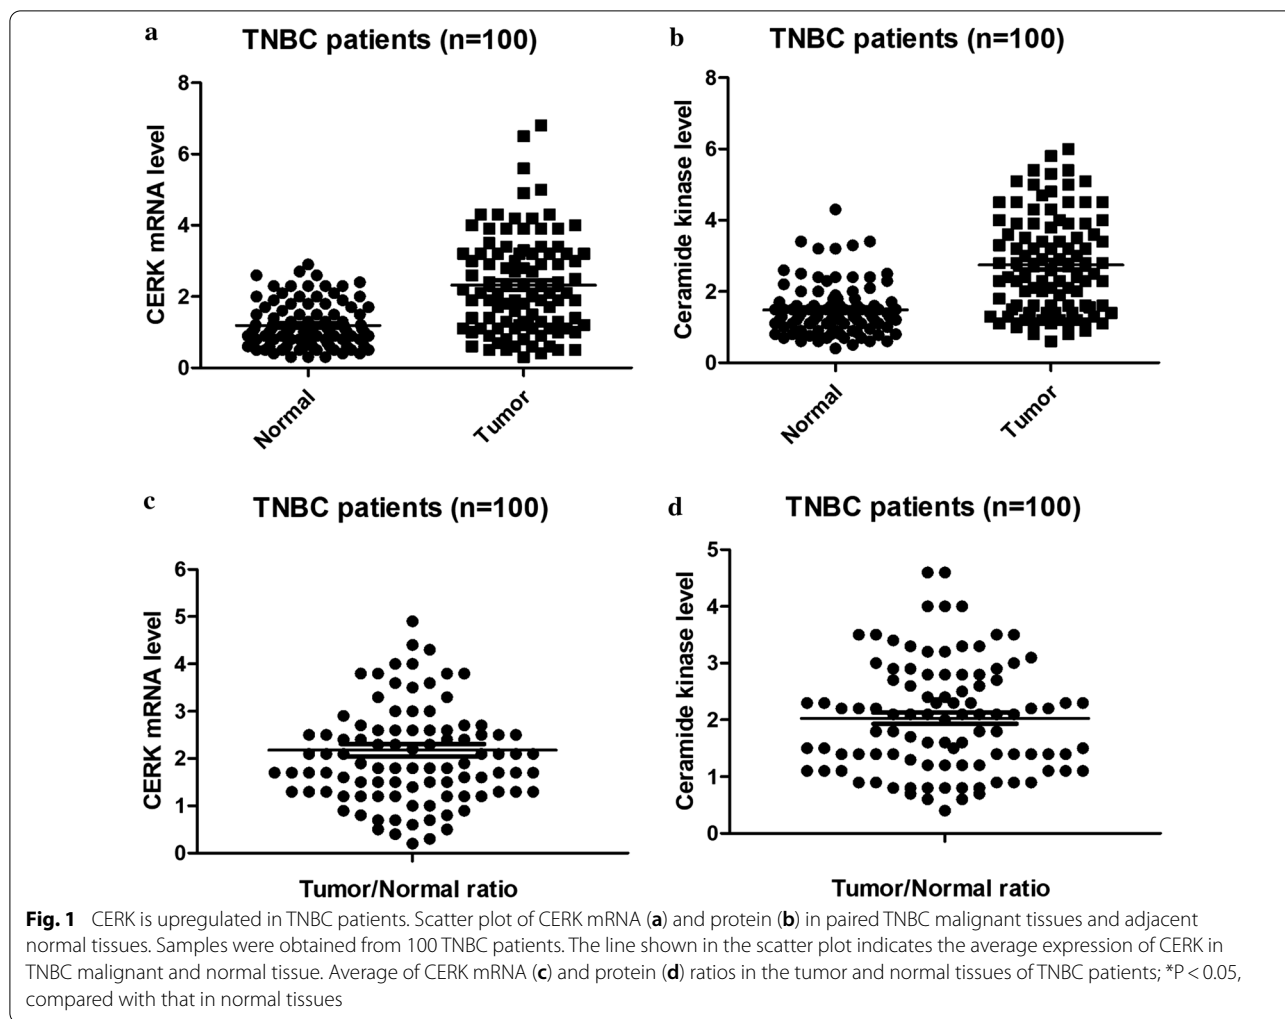 a
TNBC patients (n=100)
CERK mRNA level
8
6
4
2
0
Normal
Tumor
b
TNBC patients (n=100)
Ceramide kinase level
8
6
4
2
0
Normal
Tumor
c
TNBC patients (n=100)
CERK mRNA level
6
5
4
3
2
1
0
Tumor/Normal ratio
d
TNBC patients (n=100)
Ceramide kinase level
5
4
3
2
1
0
Tumor/Normal ratio
Fig. 1 CERK is upregulated in TNBC patients. Scatter plot of CERK mRNA (a) and protein (b) in paired TNBC malignant tissues and adjacent
normal tissues. Samples were obtained from 100 TNBC patients. The line shown in the scatter plot indicates the average expression of CERK in
TNBC malignant and normal tissue. Average of CERK mRNA (c) and protein (d) ratios in the tumor and normal tissues of TNBC patients; *P < 0.05,
compared with that in normal tissues